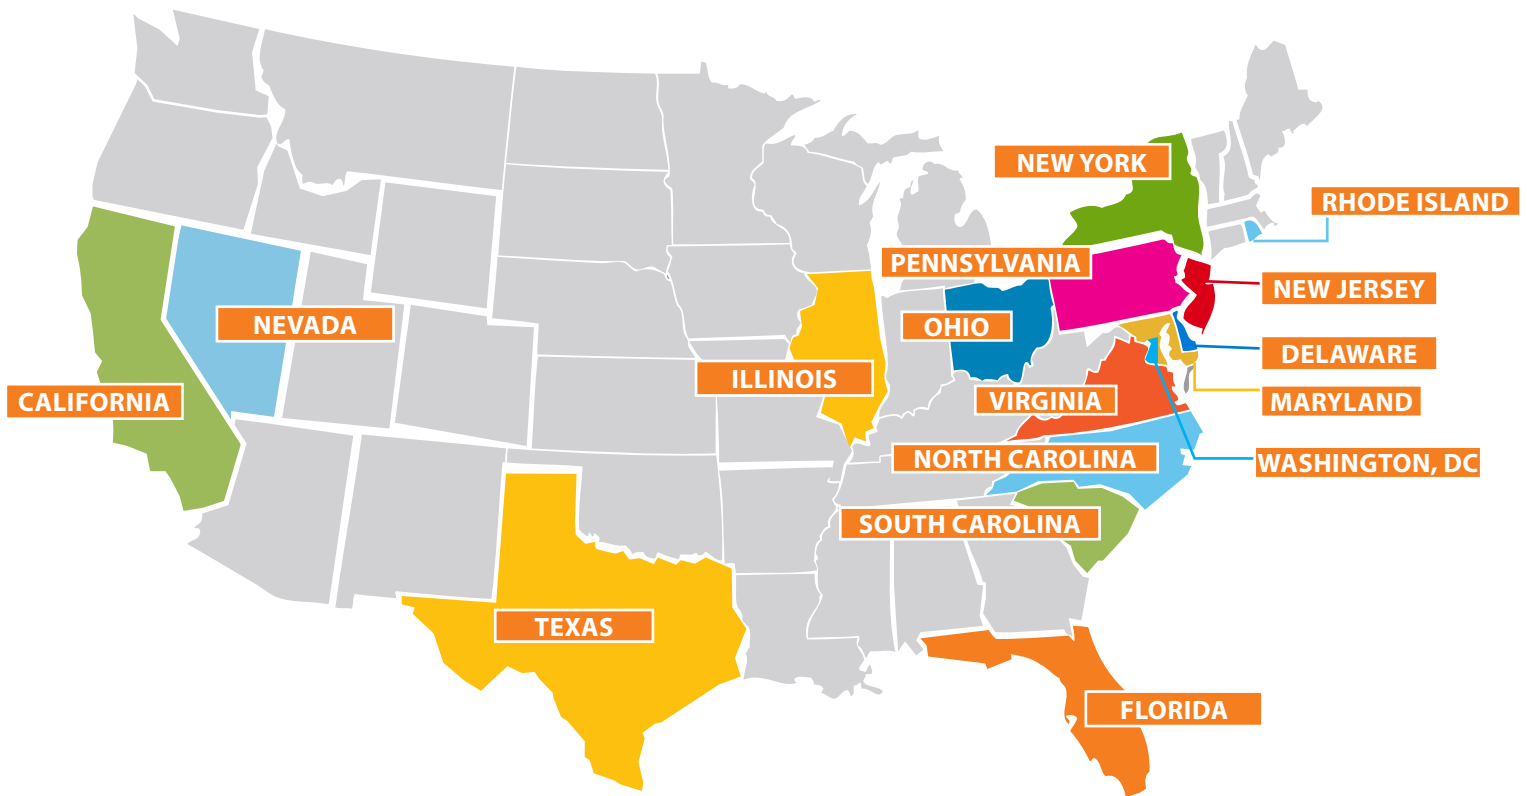 NEW YORK
RHODE ISLAND
PENNSYLVANIA
NEW JERSEY
NEVADA
OHIO
DELAWARE
ILLINOIS
CALIFORNIA
VIRGINIA
MARYLAND
NORTH CAROLINA
WASHINGTON, DC
SOUTH CAROLINA
TEXAS
FLORIDA